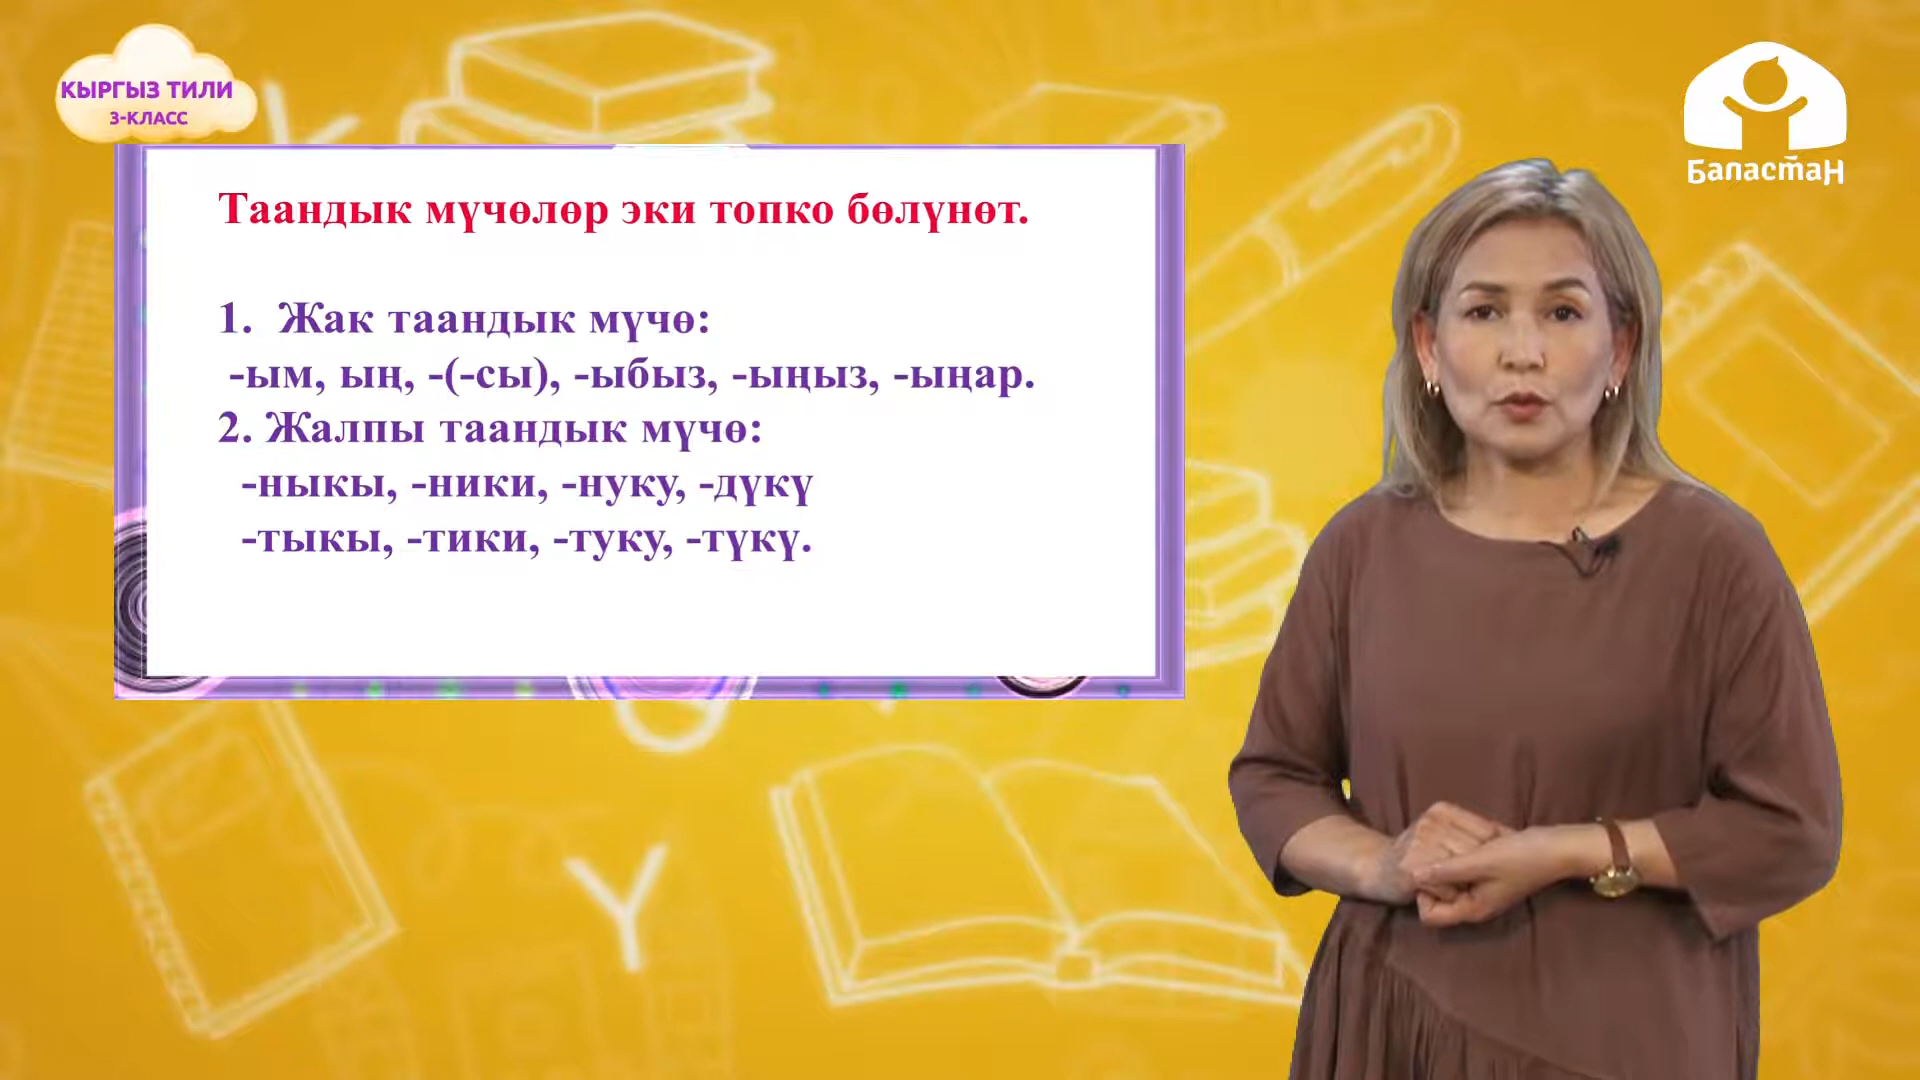 КЫРГЫЗ ТИЛИ
3-КЛАСС
Баластан
Таандык мүчөлөр эки топко бөлүнөт.
1. Жак таандык мүчө:
-ым, ың, -(-сы), -ыбыз, -ыңыз, -ыңар.
2. Жалпы таандык мүчө:
-ныкы, -ники, -нуку, -дүкү
-тыкы, -тики, -туку, -түкү.
Y